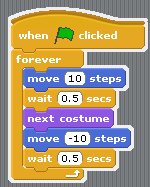 when clicked
forever
move 10 steps
wait 0.5 secs
next costume
move -10 steps
wait 0.5 secs